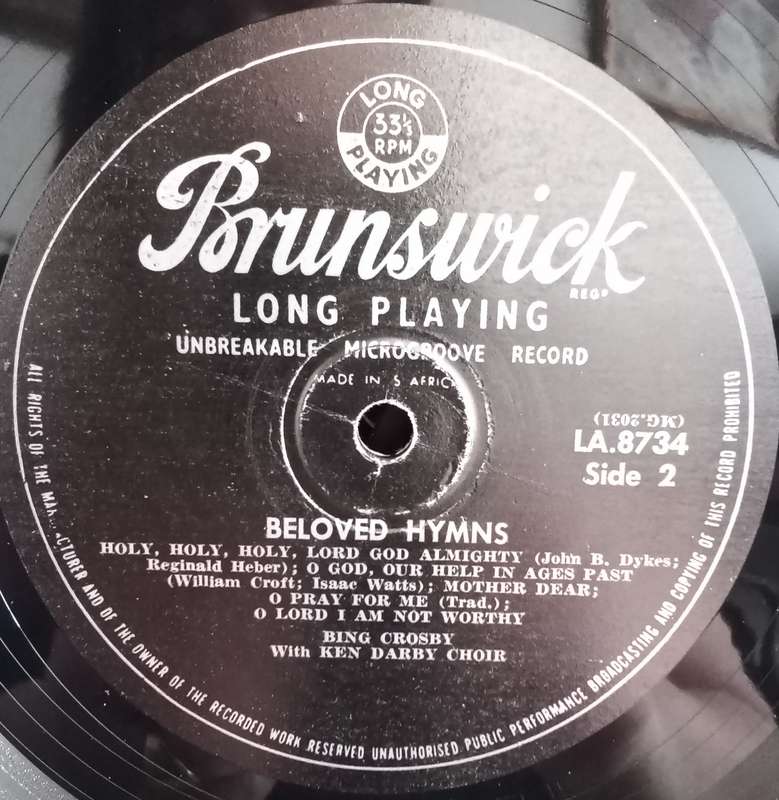 LONG
33⅓
RPM
PLAYING
Brunswick
REGD
LONG PLAYING
UNBREAKABLE MICROGROOVE RECORD
MADE IN S AFRICA
(MG.2031)
LA.8734
Side 2
BELOVED HYMNS
HOLY, HOLY, HOLY, LORD GOD ALMIGHTY (John B. Dykes;
Reginald Heber); O GOD, OUR HELP IN AGES PAST
(William Croft; Isaac Watts); MOTHER DEAR;
O PRAY FOR ME (Trad.);
O LORD I AM NOT WORTHY
BING CROSBY
With KEN DARBY CHOIR
ALL RIGHTS OF THE MANUFACTURER AND OF THE OWNER OF THE RECORDED WORK RESERVED UNAUTHORISED PUBLIC PERFORMANCE BROADCASTING AND COPYING OF THIS RECORD PROHIBITED